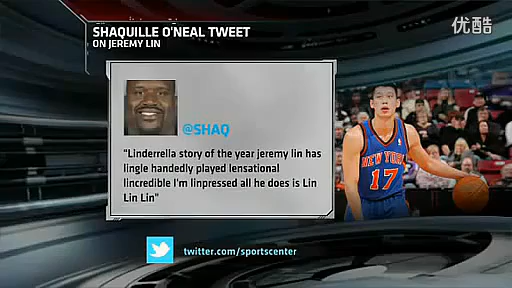 优酷
SHAQUILLE O'NEAL TWEET
ON JEREMY LIN
@SHAQ
"Linderrella story of the year jeremy lin has
lingle handedly played lensational
lincredible I'm linpressed all he does is Lin
Lin Lin"
NEW YORK
17
twitter.com/sportscenter